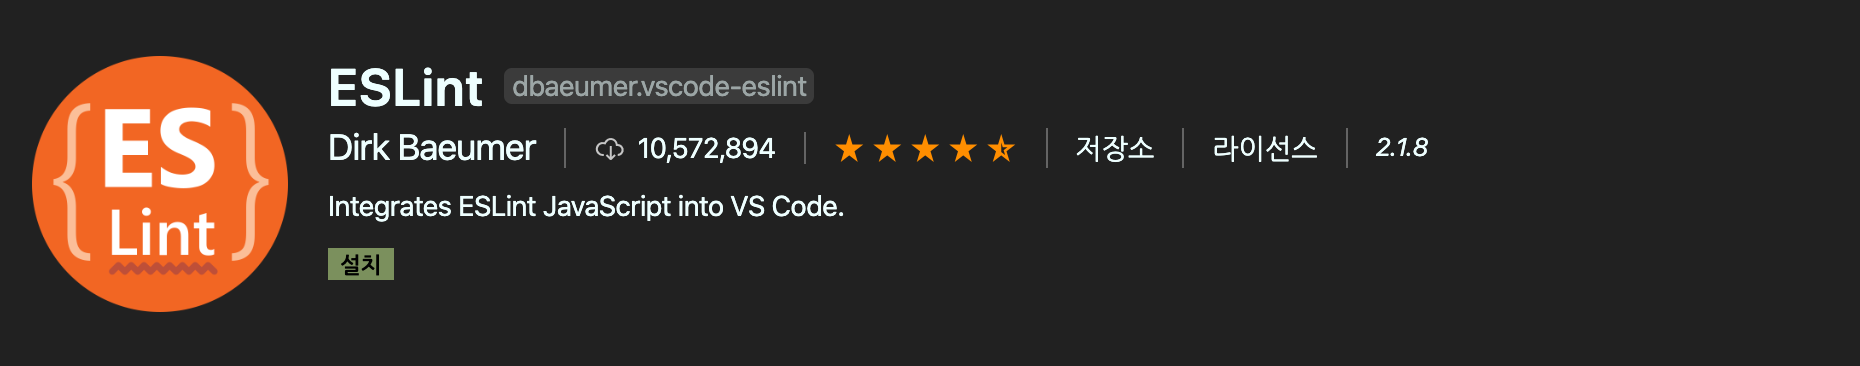 {ES}
Lint
ESLint dbaeumer.vscode-eslint
Dirk Baeumer | 10,572,894 | 저장소 | 라이선스 | 2.1.8
Integrates ESLint JavaScript into VS Code.
설치